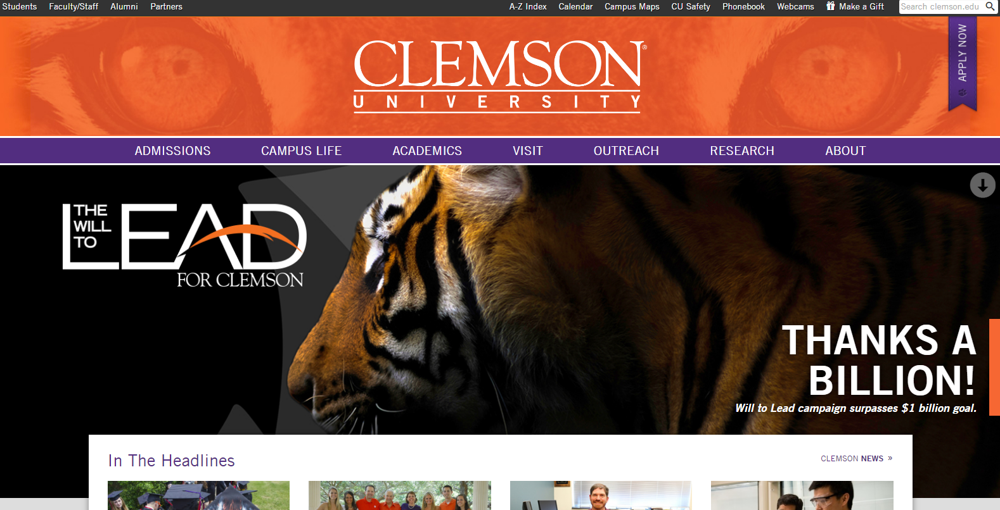 Students Faculty/Staff Alumni Partners A-Z Index Calendar Campus Maps CU Safety Phonebook Webcams Make a Gift Search clemson.edu
CLEMSON®
UNIVERSITY
APPLY NOW
ADMISSIONS CAMPUS LIFE ACADEMICS VISIT OUTREACH RESEARCH ABOUT
THE
WILL
TO
LEAD
FOR CLEMSON
THANKS A
BILLION!
Will to Lead campaign surpasses $1 billion goal.
In The Headlines
CLEMSON NEWS »